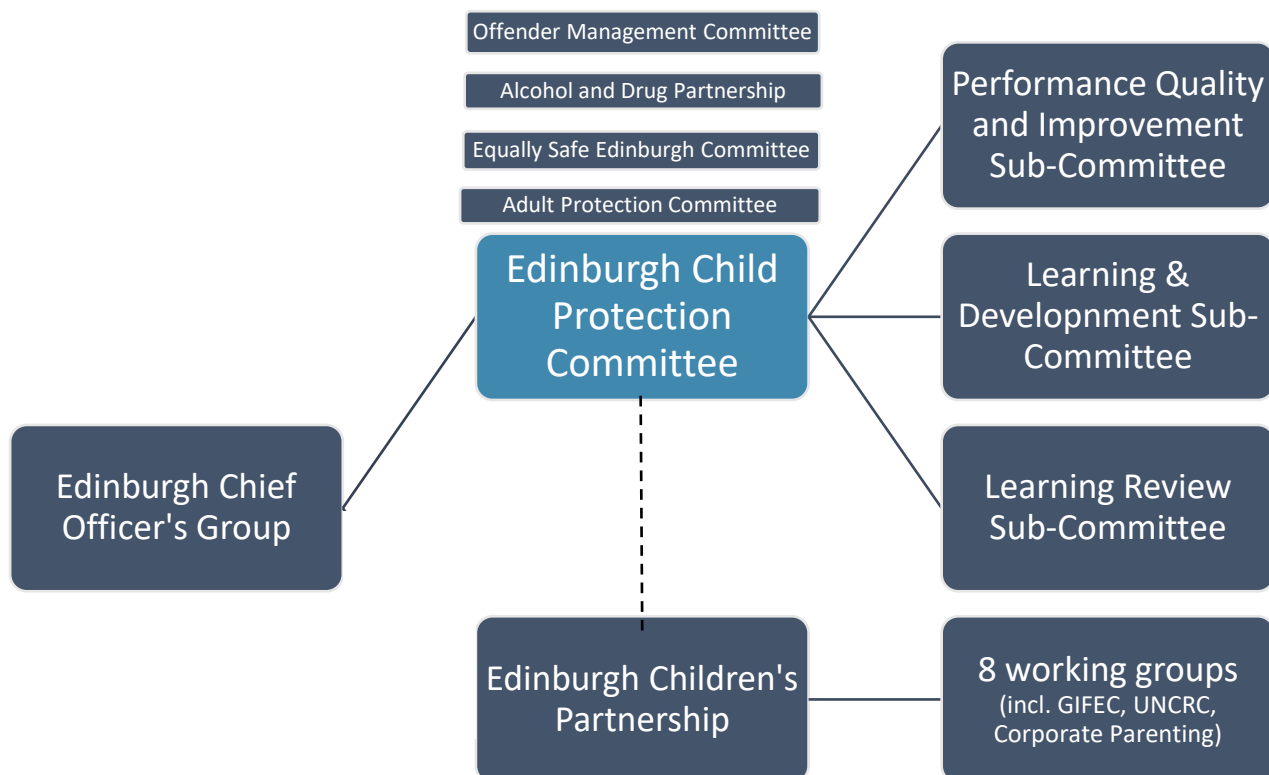 Offender Management Committee
Alcohol and Drug Partnership
Equally Safe Edinburgh Committee
Adult Protection Committee
Edinburgh Child
Protection
Committee
Edinburgh Chief
Officer's Group
Edinburgh Children's
Partnership
Performance Quality
and Improvement
Sub-Committee
Learning &
Developnment Sub-
Committee
Learning Review
Sub-Committee
8 working groups
(incl. GIFEC, UNCRC,
Corporate Parenting)